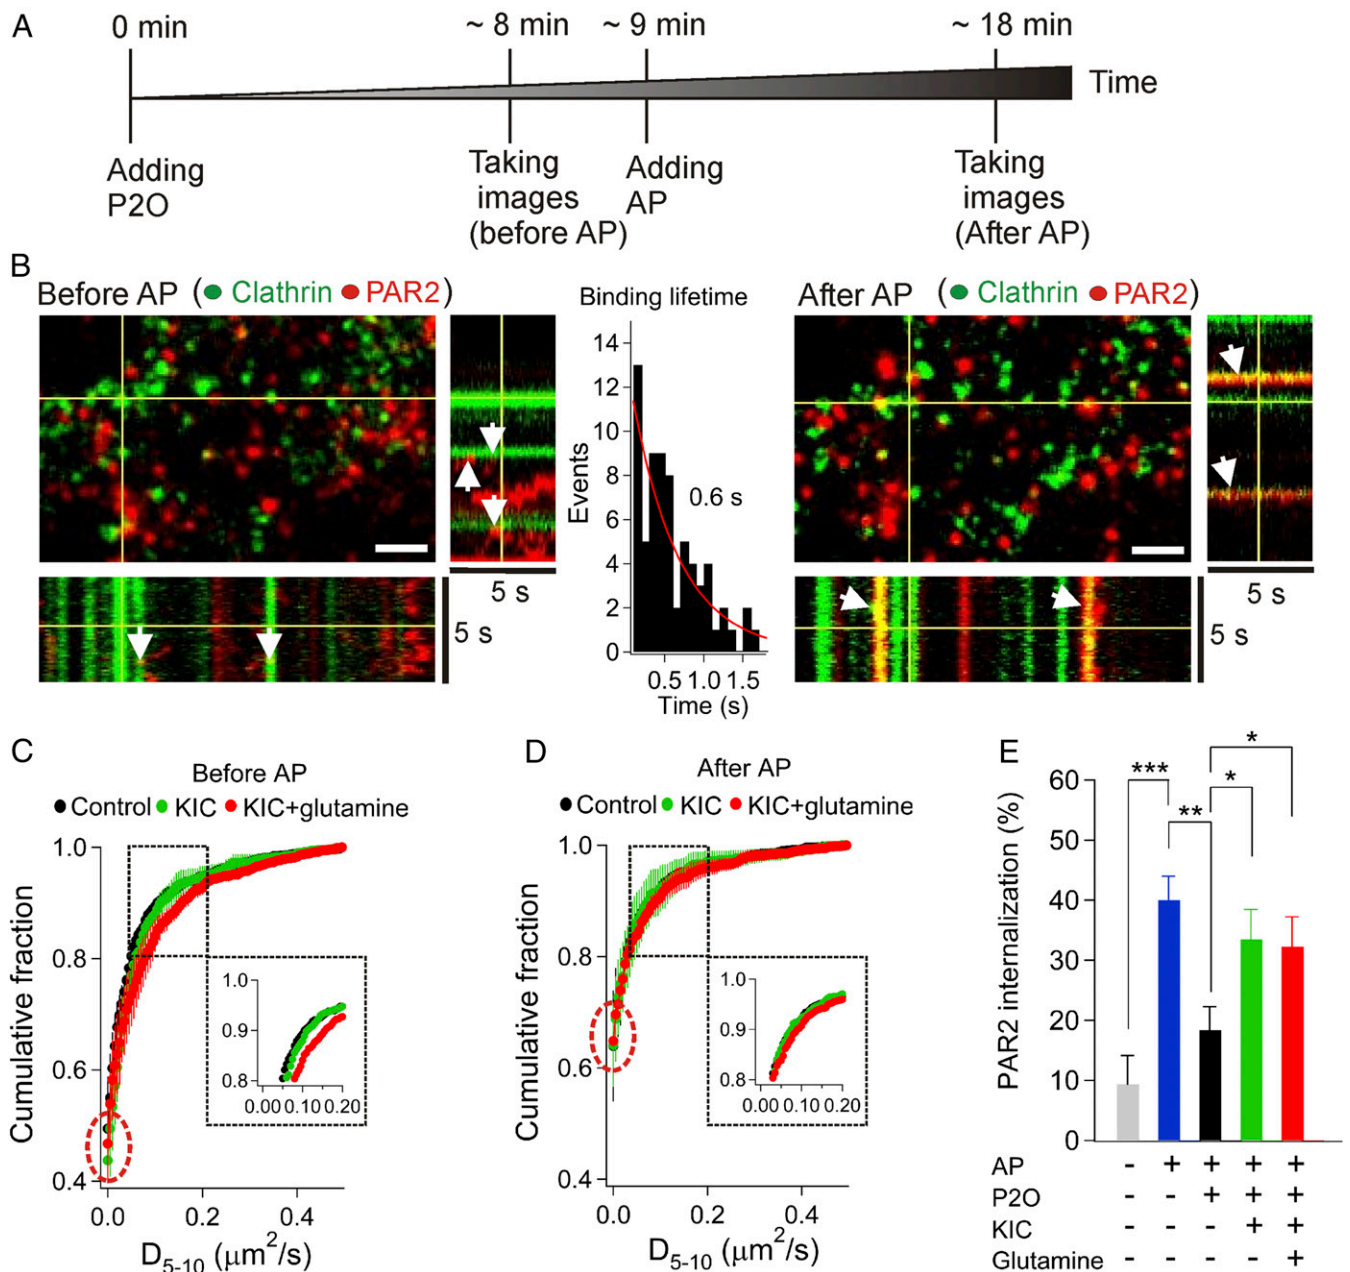 A
0 min ~ 8 min ~ 9 min ~ 18 min
Time
Adding P2O
Taking images (before AP)
Adding AP
Taking images (After AP)
B
Before AP (● Clathrin ● PAR2)
5 s
5 s
Binding lifetime
Events
14
12
10
8
6
4
2
0
0.6 s
0.5 1.0 1.5
Time (s)
After AP (● Clathrin ● PAR2)
5 s
5 s
C
Before AP
● Control ● KIC ● KIC+glutamine
Cumulative fraction
1.0
0.8
0.6
0.4
0.0 0.2 0.4
D5-10 (μm²/s)
1.0
0.9
0.8
0.00 0.10 0.20
D
After AP
● Control ● KIC ● KIC+glutamine
Cumulative fraction
1.0
0.8
0.6
0.4
0.0 0.2 0.4
D5-10 (μm²/s)
1.0
0.9
0.8
0.00 0.10 0.20
E
PAR2 internalization (%)
60
50
40
30
20
10
0
*** ** * *
AP - + + + +
P2O - - + + +
KIC - - - + +
Glutamine - - - - +